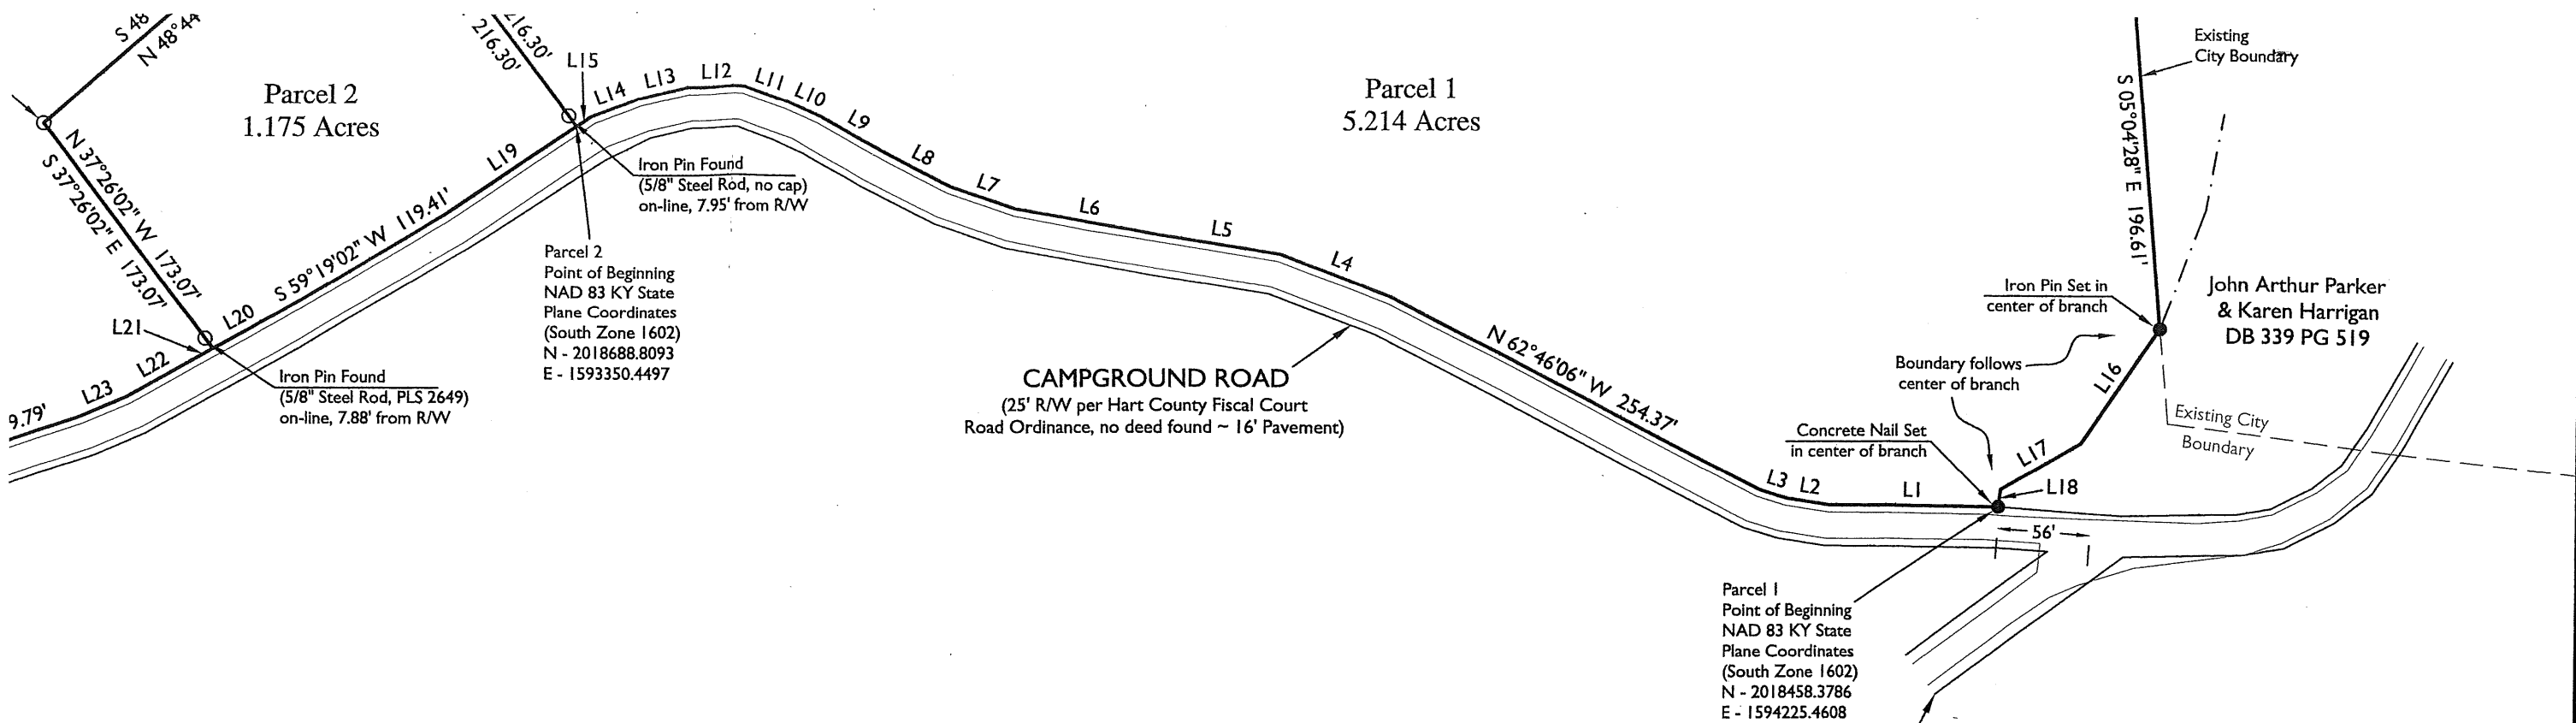 S 48
N 48°44
216.30'
216.30'
Parcel 2
1.175 Acres
N 37°26'02" W 173.07'
S 37°26'02" E 173.07'
L15
L14
L13
L12
L11
L10
L9
L8
L7
L6
L5
L4
Parcel 1
5.214 Acres
Existing
City Boundary
S 05°04'28" E 196.61'
L19
S 59°19'02" W 119.41'
L20
L21
L22
L23
9.79'
Iron Pin Found
(5/8" Steel Rod, no cap)
on-line, 7.95' from R/W
Parcel 2
Point of Beginning
NAD 83 KY State
Plane Coordinates
(South Zone 1602)
N - 2018688.8093
E - 1593350.4497
Iron Pin Found
(5/8" Steel Rod, PLS 2649)
on-line, 7.88' from R/W
CAMPGROUND ROAD
(25' R/W per Hart County Fiscal Court
Road Ordinance, no deed found ~ 16' Pavement)
N 62°46'06" W 254.37'
Iron Pin Set in
center of branch
John Arthur Parker
& Karen Harrigan
DB 339 PG 519
Boundary follows
center of branch
L16
Existing City
Boundary
Concrete Nail Set
in center of branch
L17
L18
L3
L2
L1
56'
Parcel 1
Point of Beginning
NAD 83 KY State
Plane Coordinates
(South Zone 1602)
N - 2018458.3786
E - 1594225.4608